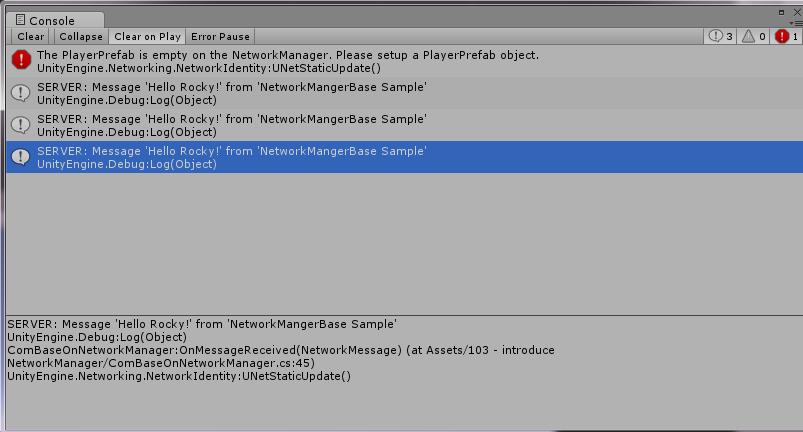 Console
Clear Collapse Clear on Play Error Pause 3 0 1
The PlayerPrefab is empty on the NetworkManager. Please setup a PlayerPrefab object.
UnityEngine.Networking.NetworkIdentity:UNetStaticUpdate()
SERVER: Message 'Hello Rocky!' from 'NetworkMangerBase Sample'
UnityEngine.Debug:Log(Object)
SERVER: Message 'Hello Rocky!' from 'NetworkMangerBase Sample'
UnityEngine.Debug:Log(Object)
SERVER: Message 'Hello Rocky!' from 'NetworkMangerBase Sample'
UnityEngine.Debug:Log(Object)
SERVER: Message 'Hello Rocky!' from 'NetworkMangerBase Sample'
UnityEngine.Debug:Log(Object)
ComBaseOnNetworkManager:OnMessageReceived(NetworkMessage) (at Assets/103 - introduce
NetworkManager/ComBaseOnNetworkManager.cs:45)
UnityEngine.Networking.NetworkIdentity:UNetStaticUpdate()